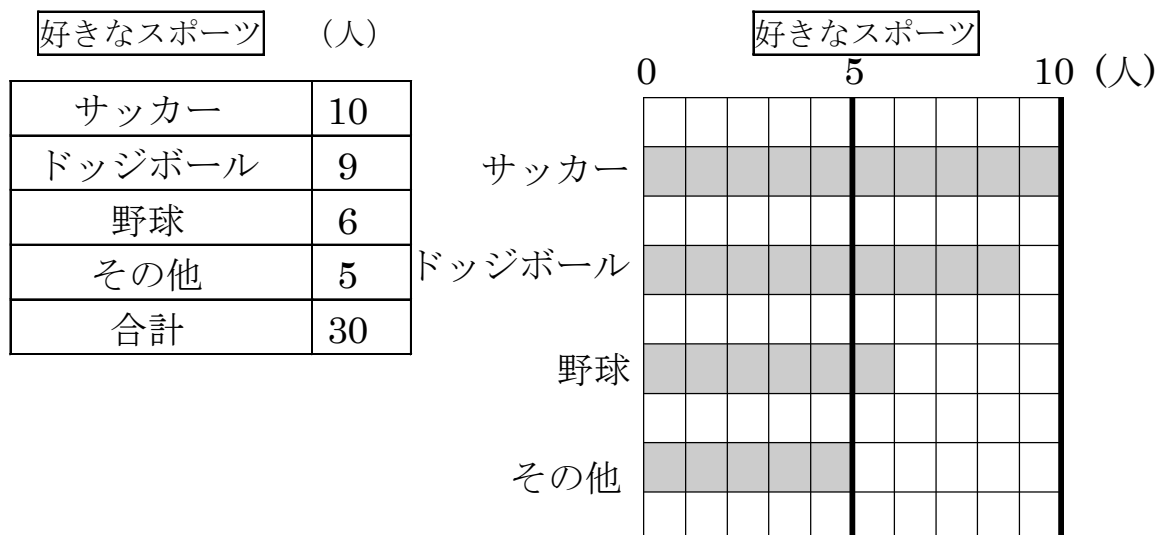 好きなスポーツ (人)
サッカー 10
ドッジボール 9
野球 6
その他 5
合計 30
好きなスポーツ
0 5 10 (人)
サッカー
ドッジボール
野球
その他